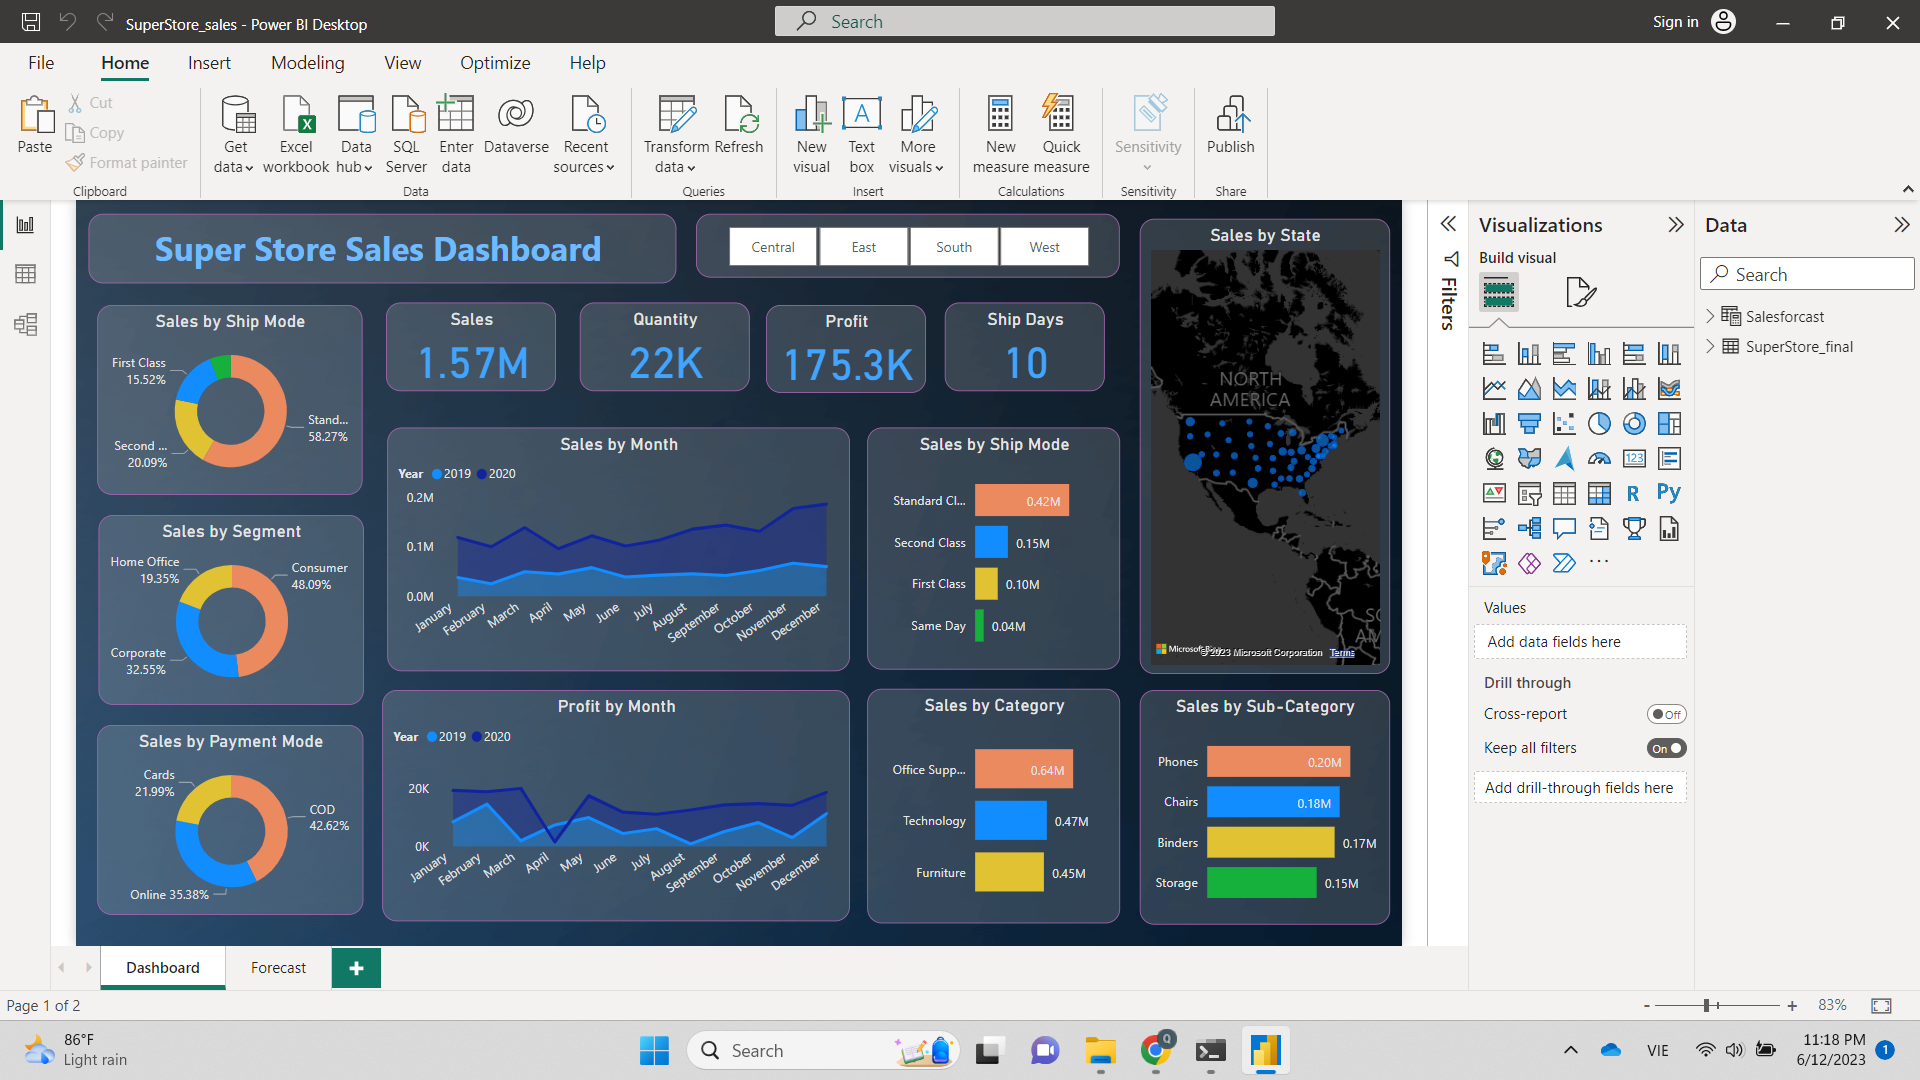 SuperStore_sales - Power BI Desktop
Search
Sign in
File
Home
Insert
Modeling
View
Optimize
Help
Paste
Cut
Copy
Format painter
Clipboard
Get data
Excel workbook
Data hub
SQL Server
Enter data
Dataverse
Recent sources
Data
Transform data
Refresh
Queries
New visual
Text box
More visuals
Insert
New measure
Quick measure
Calculations
Sensitivity
Sensitivity
Publish
Share
Super Store Sales Dashboard
Central
East
South
West
Sales by Ship Mode
First Class
15.52%
Stand...
58.27%
Second ...
20.09%
Sales
1.57M
Quantity
22K
Profit
175.3K
Ship Days
10
Sales by State
NORTH
AMERICA
SO
AM
Microsoft Bing
© 2023 Microsoft Corporation
Terms
Sales by Segment
Home Office
19.35%
Consumer
48.09%
Corporate
32.55%
Sales by Month
Year 2019 2020
0.2M
0.1M
0.0M
January
February
March
April
May
June
July
August
September
October
November
December
Sales by Ship Mode
Standard Cl... 0.42M
Second Class 0.15M
First Class 0.10M
Same Day 0.04M
Sales by Payment Mode
Cards
21.99%
COD
42.62%
Online 35.38%
Profit by Month
Year 2019 2020
20K
0K
January
February
March
April
May
June
July
August
September
October
November
December
Sales by Category
Office Supp... 0.64M
Technology 0.47M
Furniture 0.45M
Sales by Sub-Category
Phones 0.20M
Chairs 0.18M
Binders 0.17M
Storage 0.15M
Filters
Visualizations
Build visual
123
R
Py
Values
Add data fields here
Drill through
Cross-report
Off
Keep all filters
On
Add drill-through fields here
Data
Search
Salesforcast
SuperStore_final
Dashboard
Forecast
Page 1 of 2
- + 83%
86°F
Light rain
Search
Q
VIE
11:18 PM
6/12/2023
1